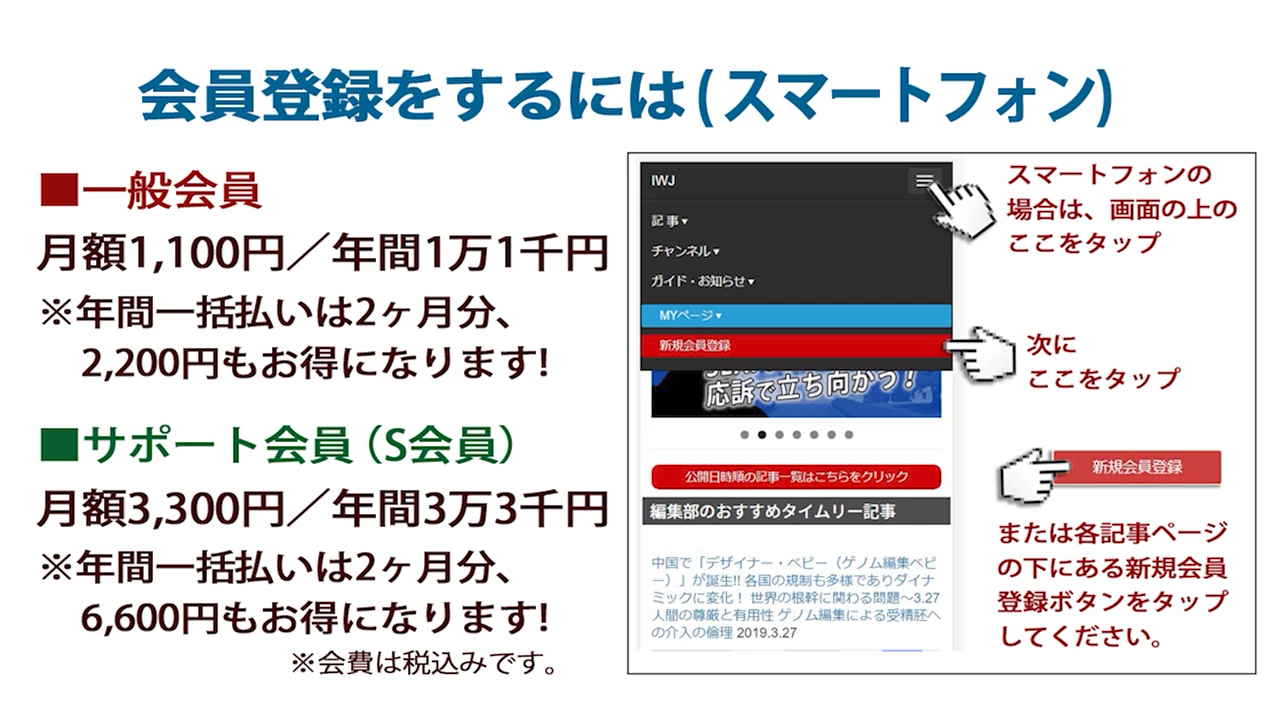 会員登録をするには(スマートフォン)
■一般会員
月額1,100円／年間1万1千円
※年間一括払いは2ヶ月分、
2,200円もお得になります!
■サポート会員（S会員）
月額3,300円／年間3万3千円
※年間一括払いは2ヶ月分、
6,600円もお得になります!
※会費は税込みです。
IWJ
記事▾
チャンネル▾
ガイド・お知らせ▾
MYページ▾
新規会員登録
応訴で立ち向かう！
公開日時順の記事一覧はこちらをクリック
編集部のおすすめタイムリー記事
中国で「デザイナー・ベビー（ゲノム編集ベビ
ー）」が誕生!! 各国の規制も多様でありダイナ
ミックに変化！ 世界の根幹に関わる問題～3.27
人間の尊厳と有用性 ゲノム編集による受精胚へ
の介入の倫理 2019.3.27
スマートフォンの
場合は、画面の上の
ここをタップ
次に
ここをタップ
新規会員登録
または各記事ページ
の下にある新規会員
登録ボタンをタップ
してください。